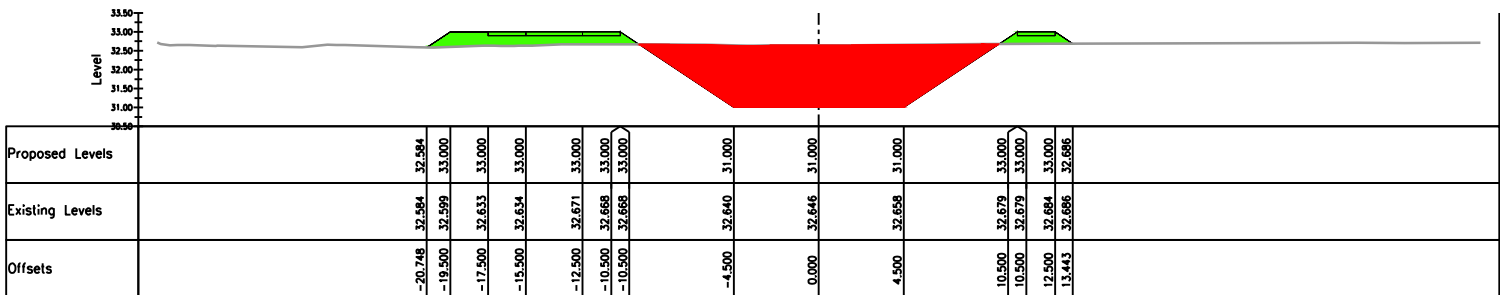 33.50
33.00
32.50
32.00
31.50
31.00
30.50
Level
Proposed Levels 32.584 33.000 33.000 33.000 33.000 33.000 33.000 31.000 31.000 31.000 33.000 33.000 33.000 32.686
Existing Levels 32.584 32.599 32.633 32.634 32.671 32.668 32.668 32.640 32.646 32.658 32.679 32.679 32.684 32.686
Offsets -20.748 -19.500 -17.500 -15.500 -12.500 -10.500 -10.500 -4.500 0.000 4.500 10.500 10.500 12.500 13.443